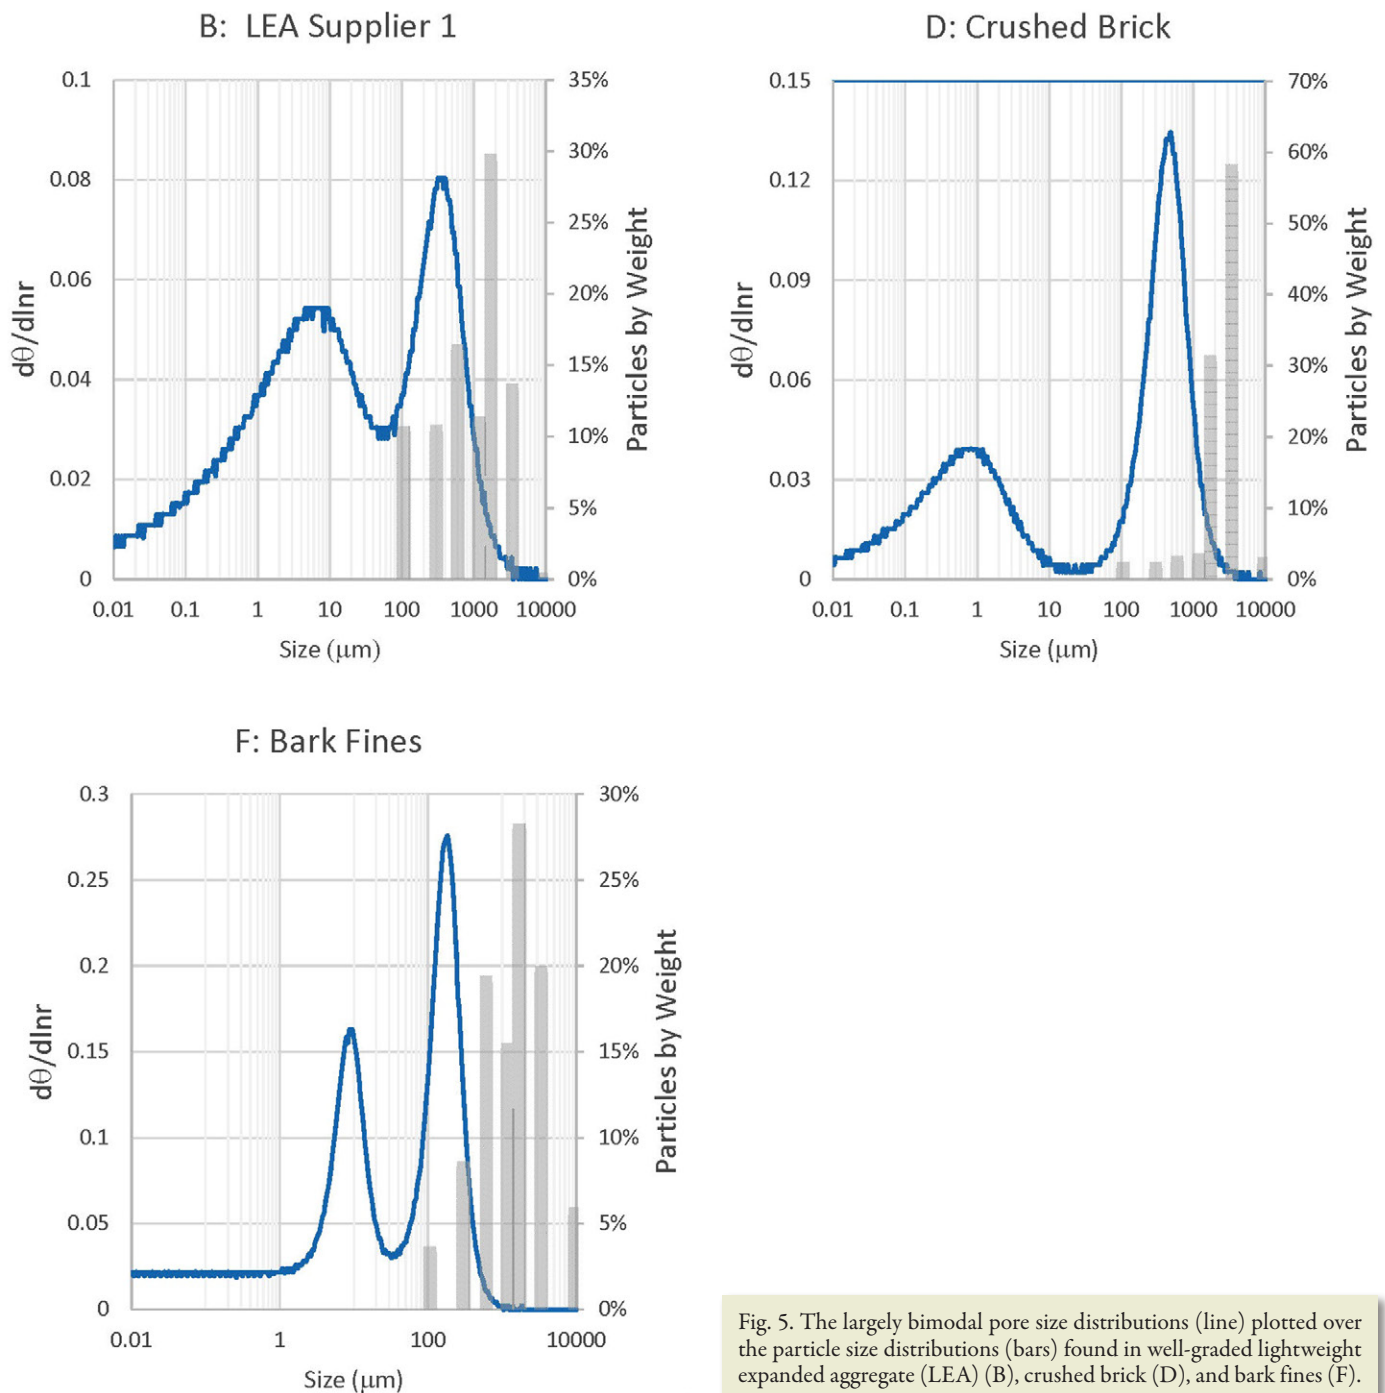 B:  LEA Supplier 1
0.1
0.08
0.06
0.04
0.02
0
dθ/dlnr
35%
30%
25%
20%
15%
10%
5%
0%
Particles by Weight
0.01 0.1 1 10 100 1000 10000
Size (μm)
D: Crushed Brick
0.15
0.12
0.09
0.06
0.03
0
dθ/dlnr
70%
60%
50%
40%
30%
20%
10%
0%
Particles by Weight
0.01 0.1 1 10 100 1000 10000
Size (μm)
F: Bark Fines
0.3
0.25
0.2
0.15
0.1
0.05
0
dθ/dlnr
30%
25%
20%
15%
10%
5%
0%
Particles by Weight
0.01 1 100 10000
Size (μm)
Fig. 5. The largely bimodal pore size distributions (line) plotted over
the particle size distributions (bars) found in well-graded lightweight
expanded aggregate (LEA) (B), crushed brick (D), and bark fines (F).